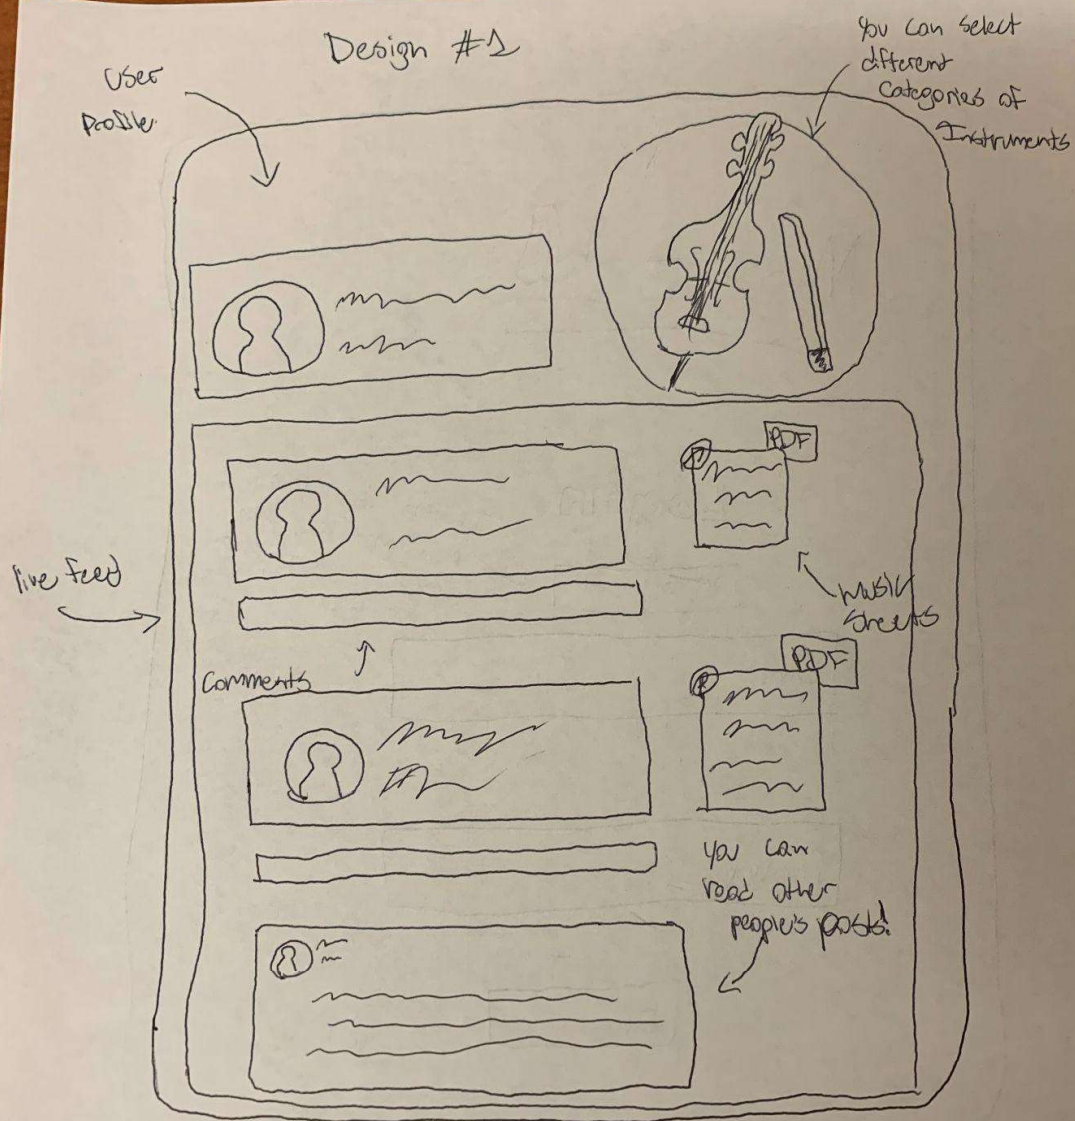 Design #1
User
Profile
You can select
different
Categories of
Instruments
PDF
live feed
music
sheets
Comments
PDF
You can
read other
people's posts!